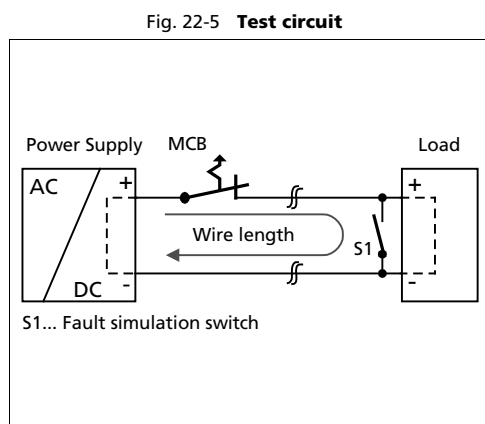 Fig. 22-5 Test circuit
Power Supply MCB Load
AC + +
Wire length S1
DC - -
S1... Fault simulation switch